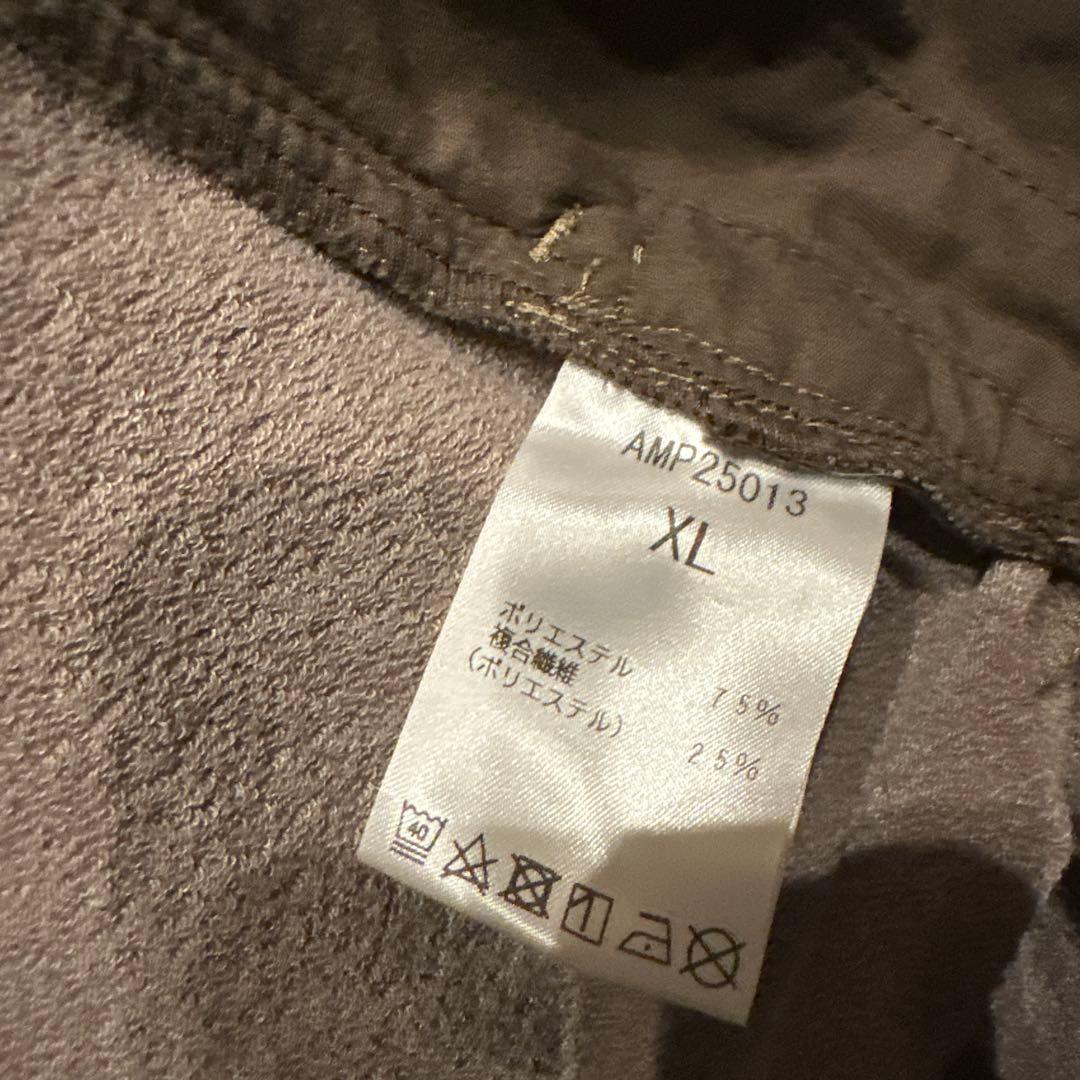 AMP25013
XL
ポリエステル 75%
複合繊維
(ポリエステル) 25%
40